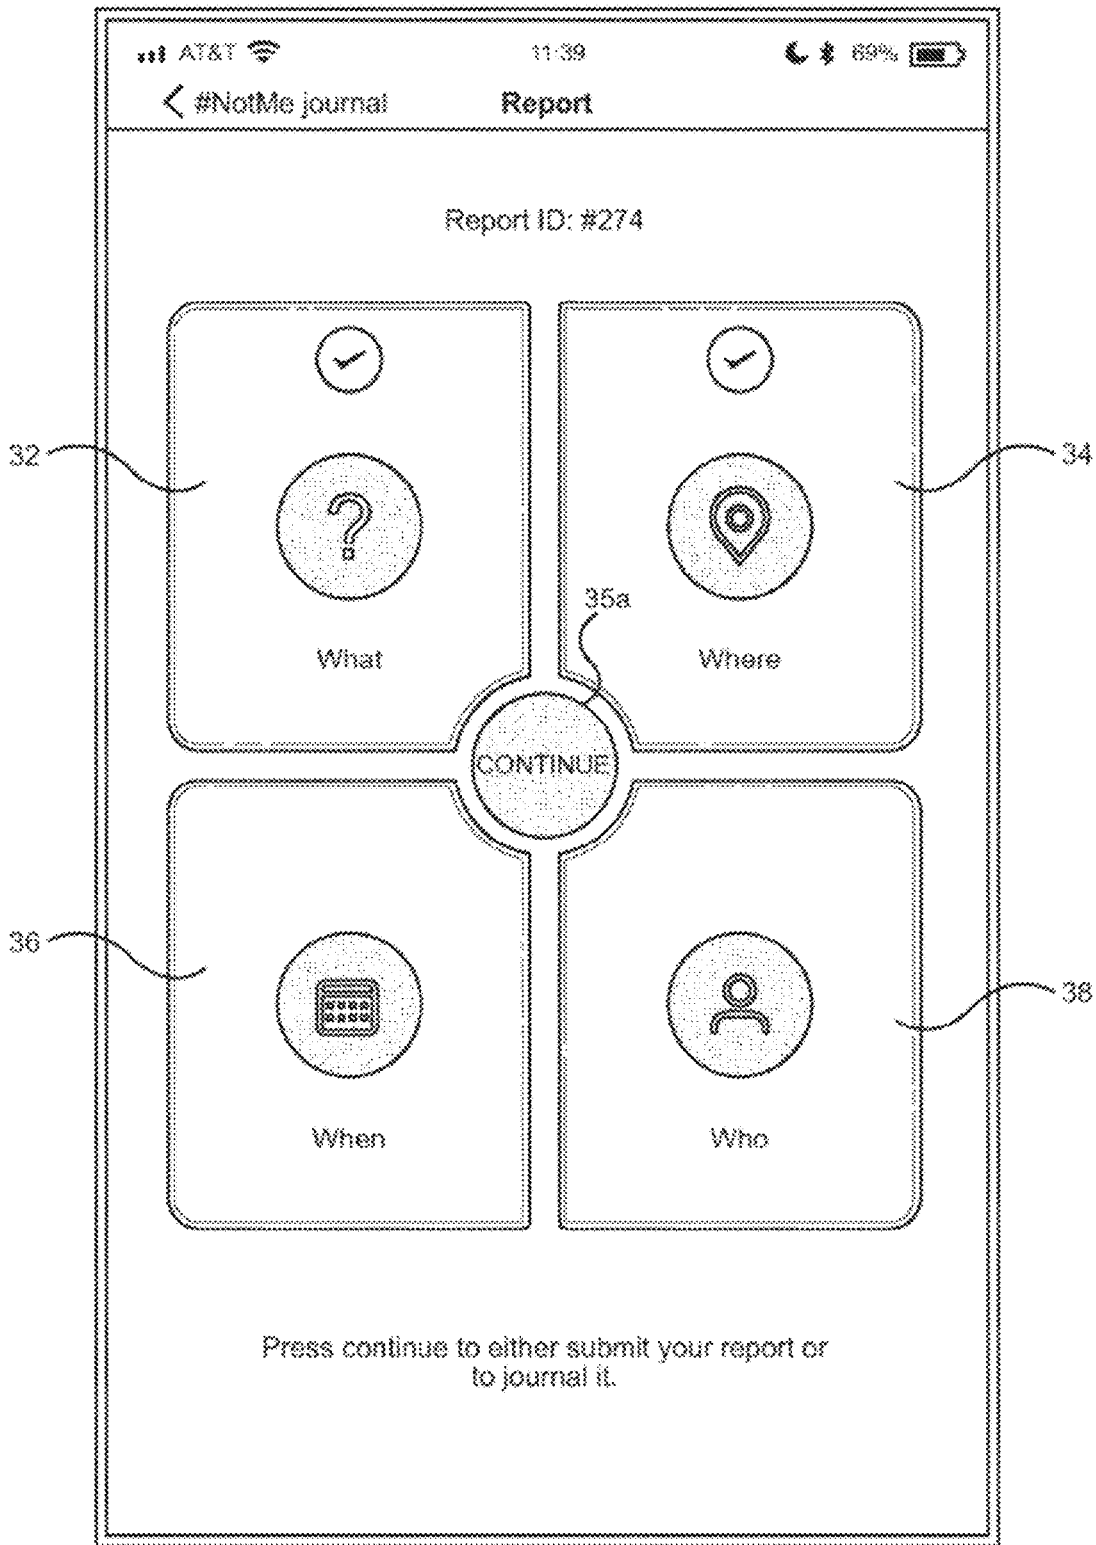 AT&T 11:39 69%
#NotMe journal Report
Report ID: #274
32 34
35a
What Where
CONTINUE
36 38
When Who
Press continue to either submit your report or
to journal it.